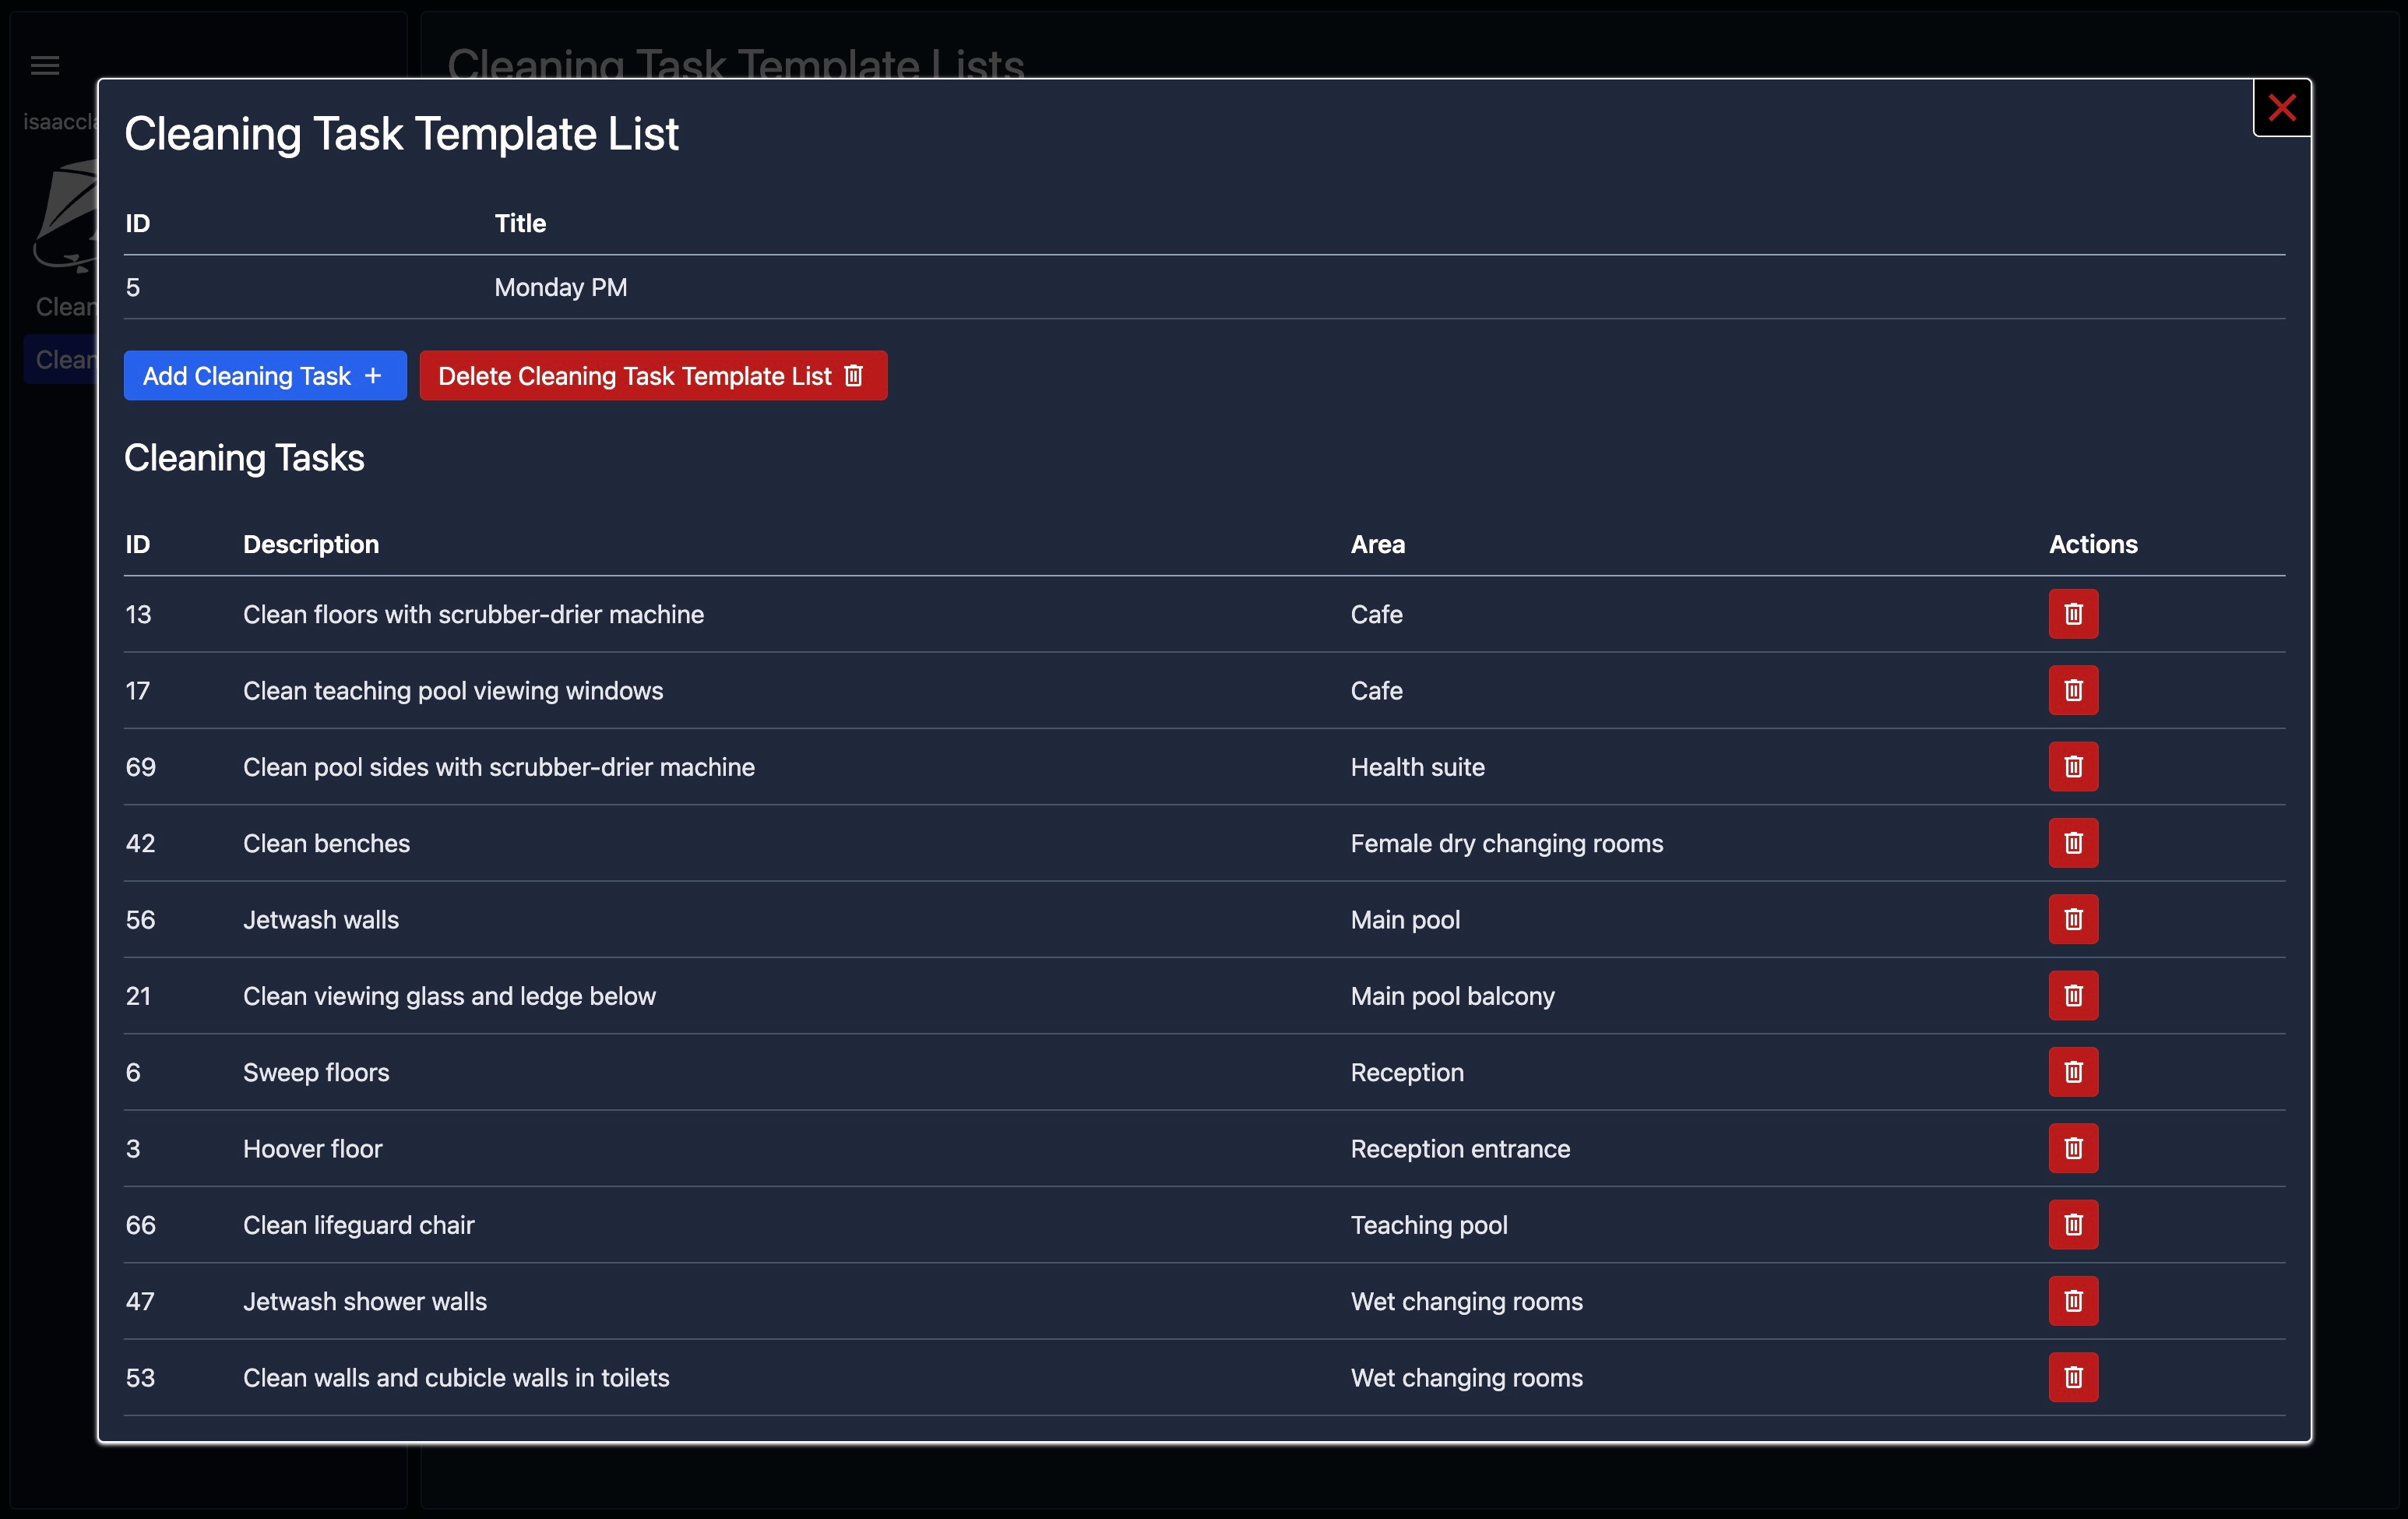 Cleaning Task Template Lists
isaaccla
Clean
Clean
Cleaning Task Template List
ID Title
5 Monday PM
Add Cleaning Task +
Delete Cleaning Task Template List
Cleaning Tasks
ID Description Area Actions
13 Clean floors with scrubber-drier machine Cafe
17 Clean teaching pool viewing windows Cafe
69 Clean pool sides with scrubber-drier machine Health suite
42 Clean benches Female dry changing rooms
56 Jetwash walls Main pool
21 Clean viewing glass and ledge below Main pool balcony
6 Sweep floors Reception
3 Hoover floor Reception entrance
66 Clean lifeguard chair Teaching pool
47 Jetwash shower walls Wet changing rooms
53 Clean walls and cubicle walls in toilets Wet changing rooms